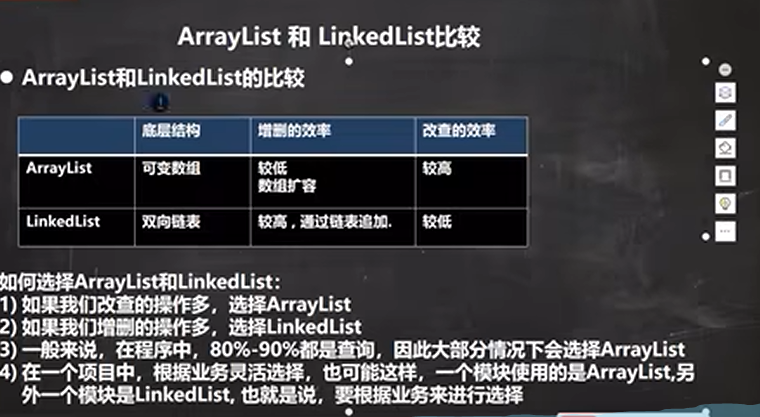 ArrayList 和 LinkedList比较
● ArrayList和LinkedList的比较
底层结构 增删的效率 改查的效率
ArrayList 可变数组 较低 较高
数组扩容
LinkedList 双向链表 较高，通过链表追加. 较低
如何选择ArrayList和LinkedList：
1) 如果我们改查的操作多，选择ArrayList
2) 如果我们增删的操作多，选择LinkedList
3) 一般来说，在程序中，80%-90%都是查询，因此大部分情况下会选择ArrayList
4) 在一个项目中，根据业务灵活选择，也可能这样，一个模块使用的是ArrayList,另
外一个模块是LinkedList, 也就是说，要根据业务来进行选择